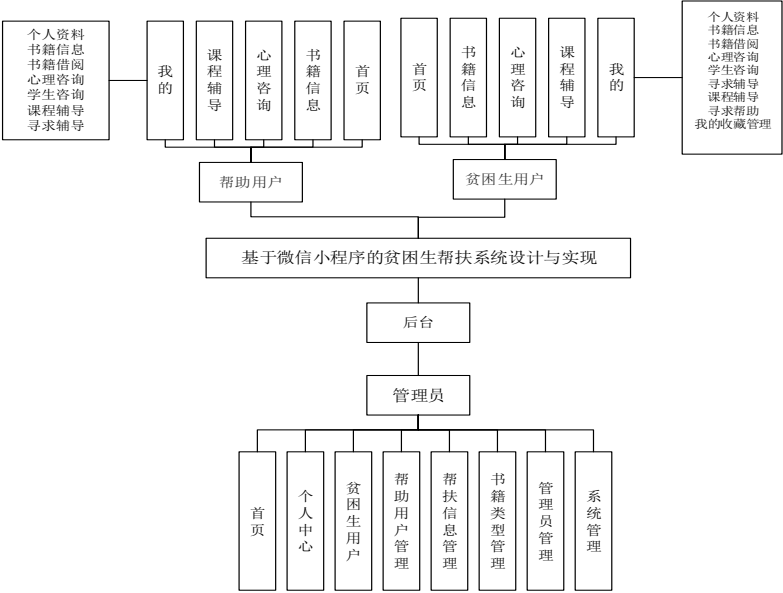 个人资料
书籍信息
书籍借阅
心理咨询
学生咨询
课程辅导
寻求辅导
我的
课程辅导
心理咨询
书籍信息
首页
首页
书籍信息
心理咨询
课程辅导
我的
个人资料
书籍信息
书籍借阅
心理咨询
学生咨询
寻求辅导
课程辅导
寻求帮助
我的收藏管理
帮助用户
贫困生用户
基于微信小程序的贫困生帮扶系统设计与实现
后台
管理员
首页
个人中心
贫困生用户
帮助用户管理
帮扶信息管理
书籍类型管理
管理员管理
系统管理